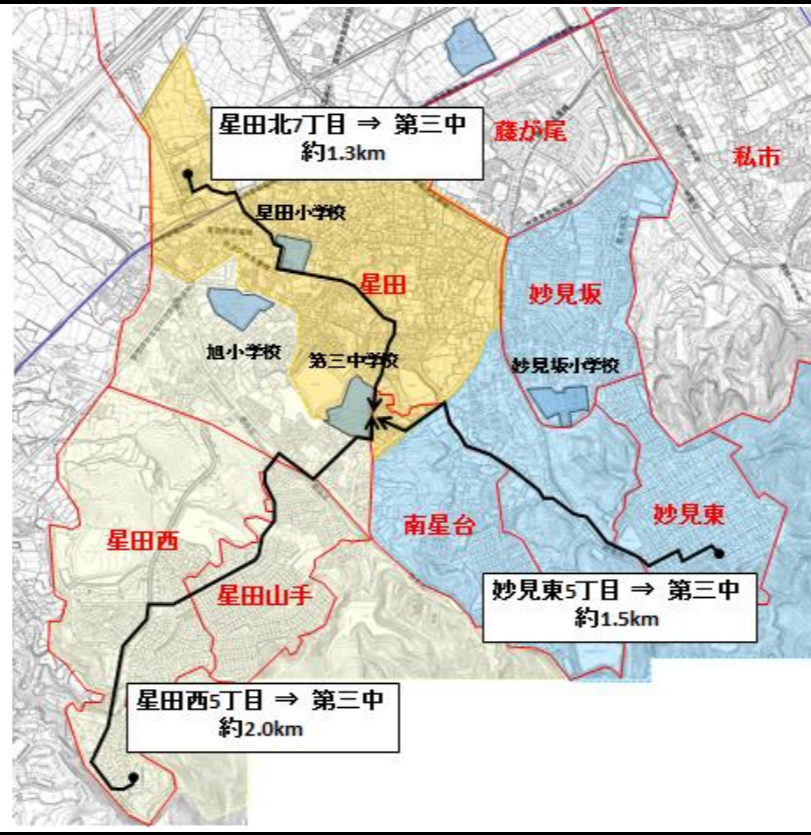 星田北7丁目 ⇒ 第三中
約1.3km
藤が尾
私市
星田小学校
星田
妙見坂
旭小学校
第三中学校
妙見坂小学校
星田西
南星台
妙見東
星田山手
妙見東5丁目 ⇒ 第三中
約1.5km
星田西5丁目 ⇒ 第三中
約2.0km